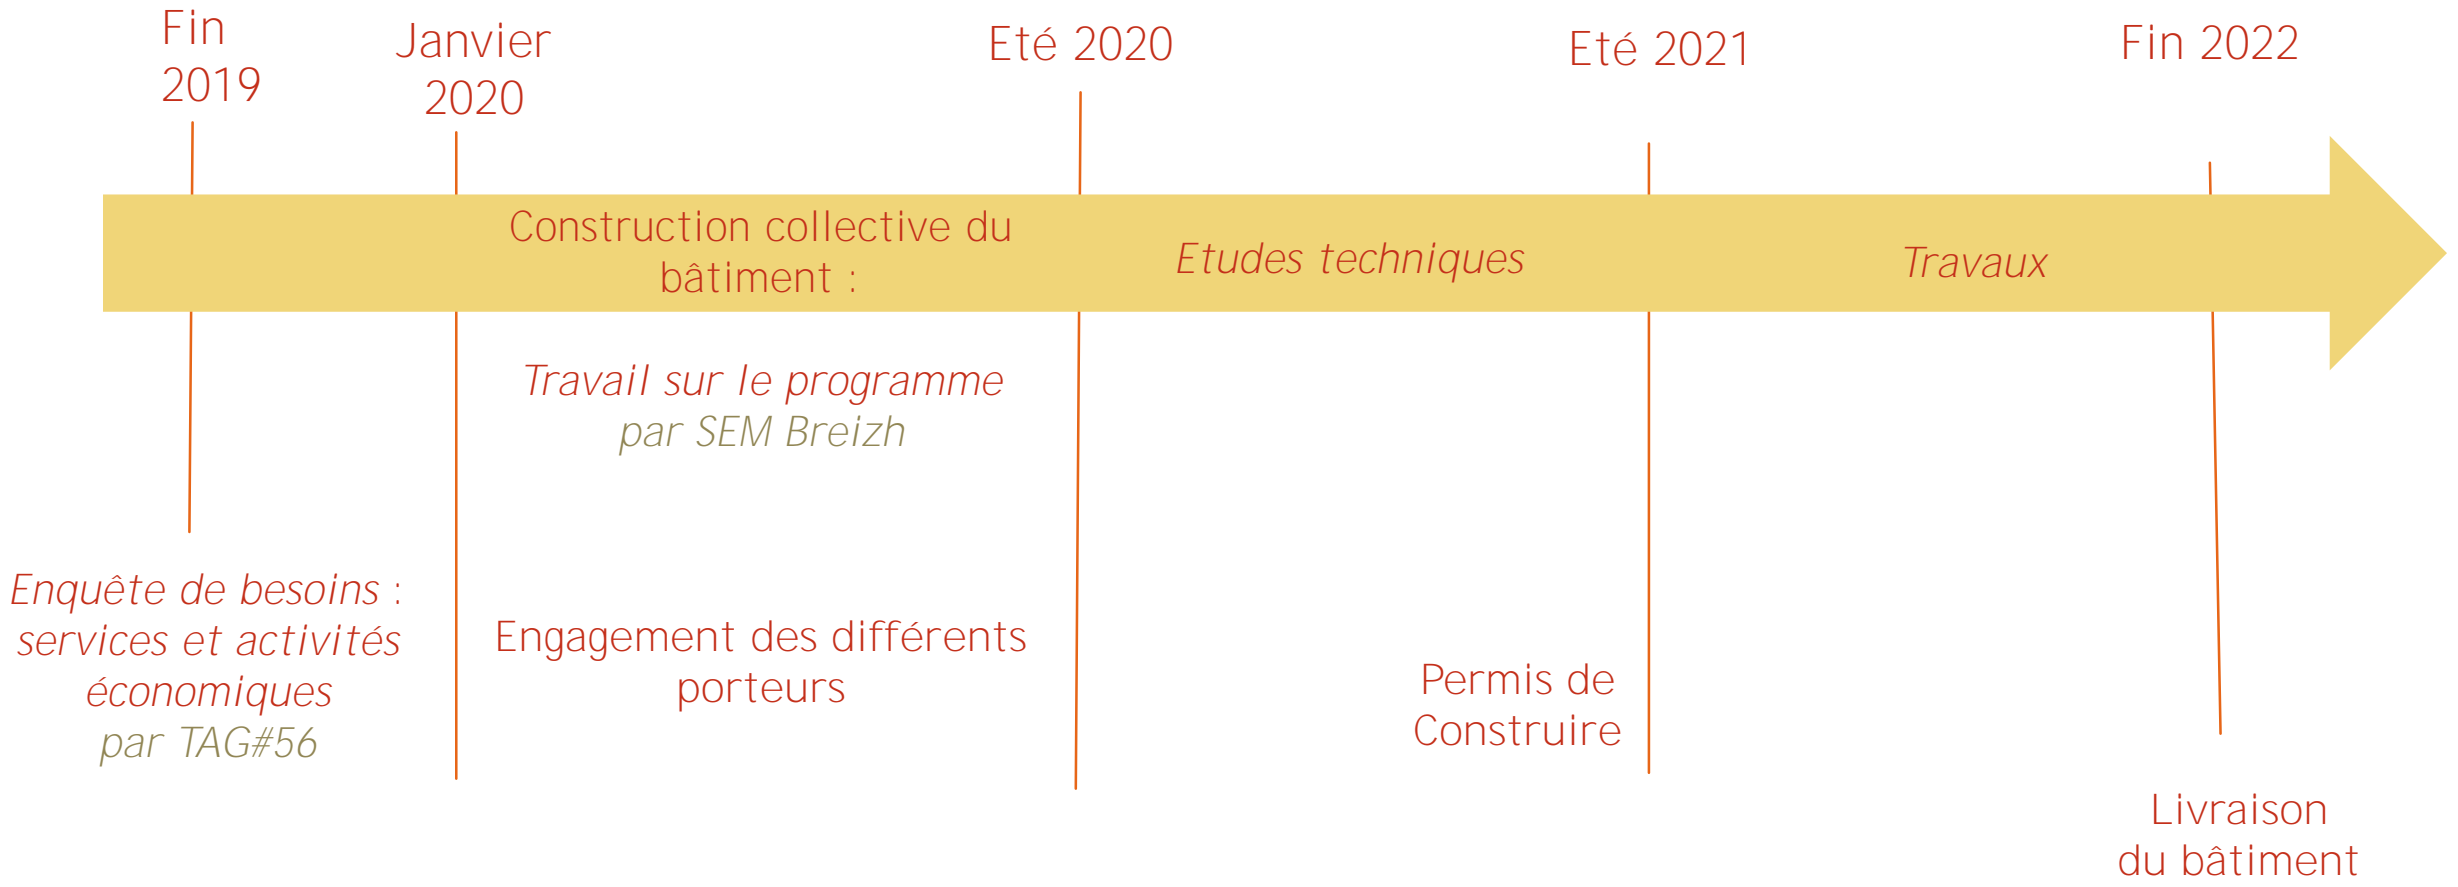 Fin
2019
Janvier
2020
Eté 2020
Eté 2021
Fin 2022
Construction collective du
bâtiment :
Etudes techniques
Travaux
Travail sur le programme
par SEM Breizh
Enquête de besoins :
services et activités
économiques
par TAG#56
Engagement des différents
porteurs
Permis de
Construire
Livraison
du bâtiment